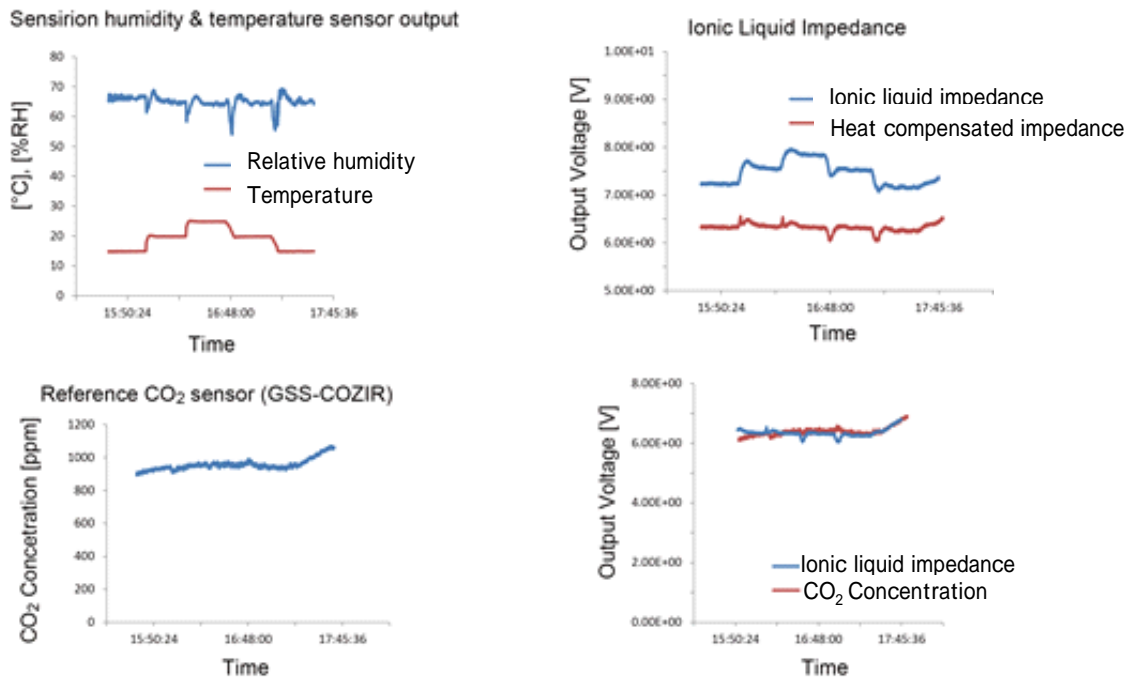 Sensirion humidity & temperature sensor output
[°C], [%RH]
80
70
60
50
40
30
20
10
0
Relative humidity
Temperature
15:50:24
16:48:00
17:45:36
Time
Ionic Liquid Impedance
Output Voltage [V]
1.00E+01
9.00E+00
8.00E+00
7.00E+00
6.00E+00
5.00E+00
Ionic liquid impedance
Heat compensated impedance
15:50:24
16:48:00
17:45:36
Time
Reference CO₂ sensor (GSS-COZIR)
CO₂ Concetration [ppm]
1200
1000
800
600
400
200
0
15:50:24
16:48:00
17:45:36
Time
Output Voltage [V]
8.00E+00
6.00E+00
4.00E+00
2.00E+00
0.00E+00
Ionic liquid impedance
CO₂ Concentration
15:50:24
16:48:00
17:45:36
Time